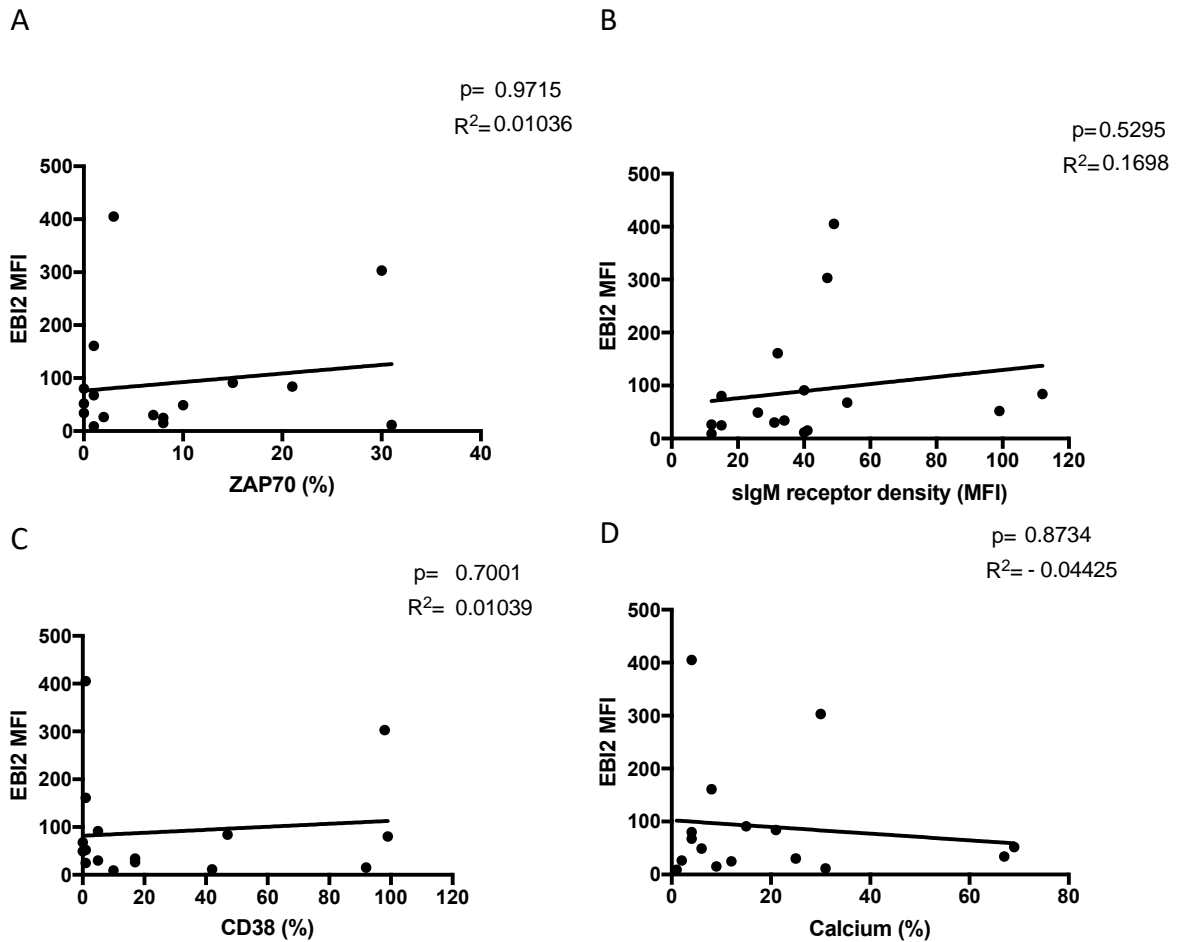 A
p= 0.9715
R2=0.01036
500
400
300
200
100
0
EBI2 MFI
0 10 20 30 40
ZAP70 (%)
B
p=0.5295
R2=0.1698
500
400
300
200
100
0
EBI2 MFI
0 20 40 60 80 100 120
sIgM receptor density (MFI)
C
p= 0.7001
R2= 0.01039
500
400
300
200
100
0
EBI2 MFI
0 20 40 60 80 100 120
CD38 (%)
D
p= 0.8734
R2= - 0.04425
500
400
300
200
100
0
EBI2 MFI
0 20 40 60 80
Calcium (%)